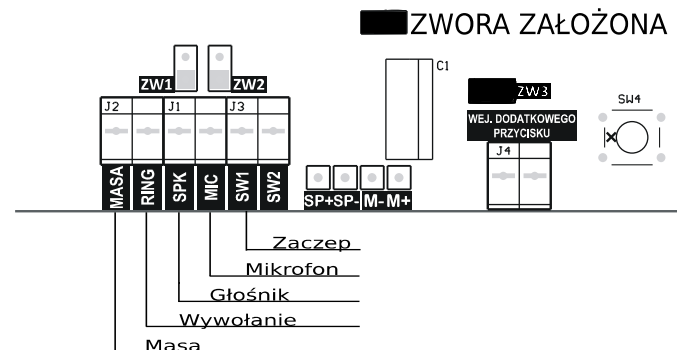 ZWORA ZAŁOŻONA
C1
ZW1 ZW2
ZW3
SW4
J2 J1 J3
WEJ. DODATKOWEGO
PRZYCISKU
J4
MASA RING SPK MIC SW1 SW2
SP+ SP- M- M+
Zaczep
Mikrofon
Głośnik
Wywołanie
Masa